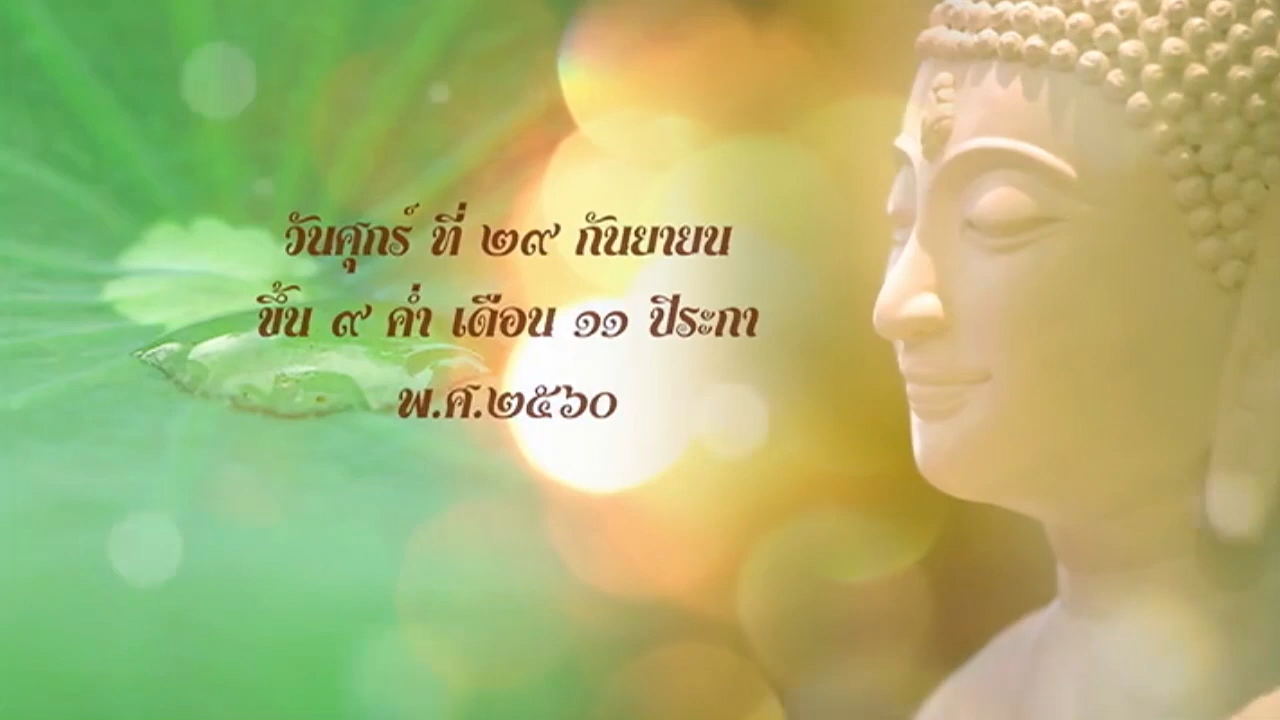 วันศุกร์ ที่ ๒๙ กันยายน
ขึ้น ๙ ค่ำ เดือน ๑๑ ปีระกา
พ.ศ.๒๕๖๐